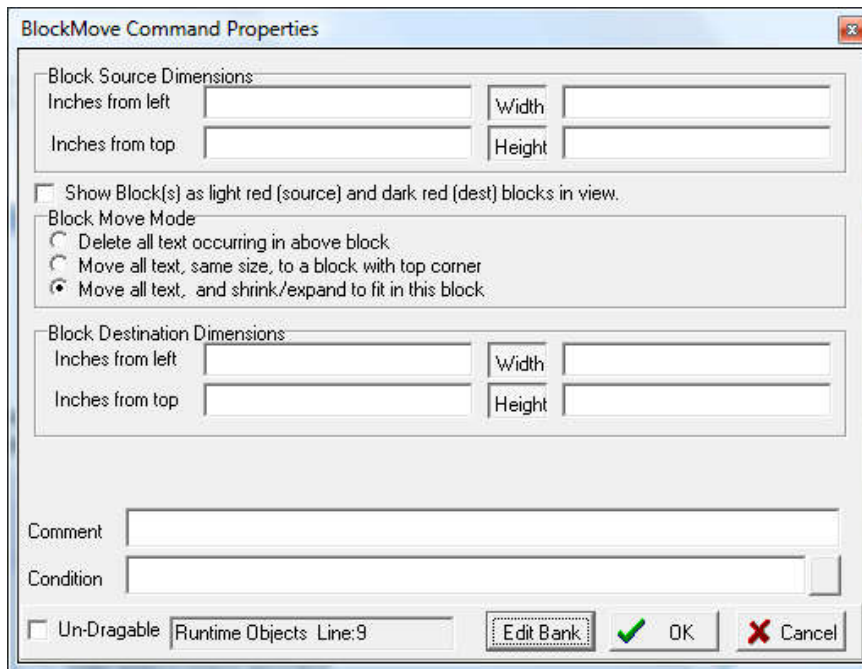 BlockMove Command Properties
Block Source Dimensions
Inches from left Width
Inches from top Height
Show Block(s) as light red (source) and dark red (dest) blocks in view.
Block Move Mode
Delete all text occurring in above block
Move all text, same size, to a block with top corner
Move all text, and shrink/expand to fit in this block
Block Destination Dimensions
Inches from left Width
Inches from top Height
Comment
Condition
Un-Dragable Runtime Objects Line:9 Edit Bank OK Cancel